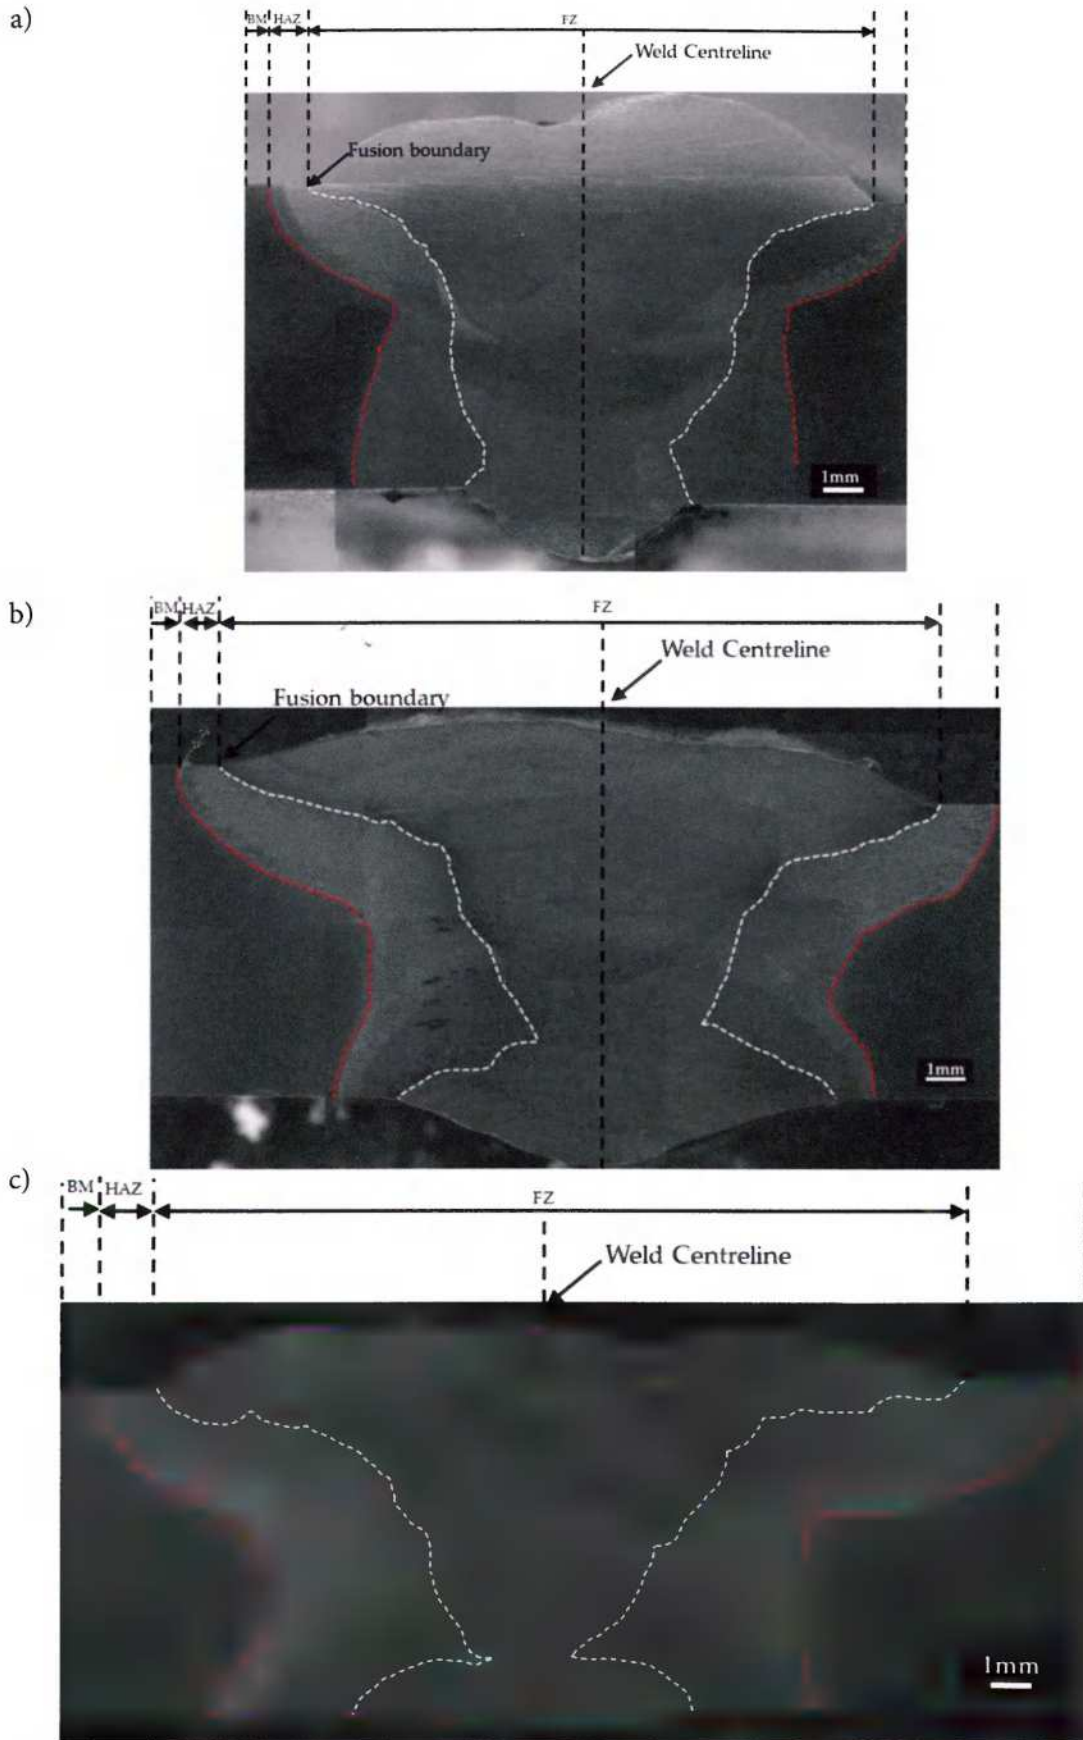 a)
BM HAZ FZ
Weld Centreline
Fusion boundary
1mm
b)
BM HAZ FZ
Weld Centreline
Fusion boundary
1mm
c)
BM HAZ FZ
Weld Centreline
1mm